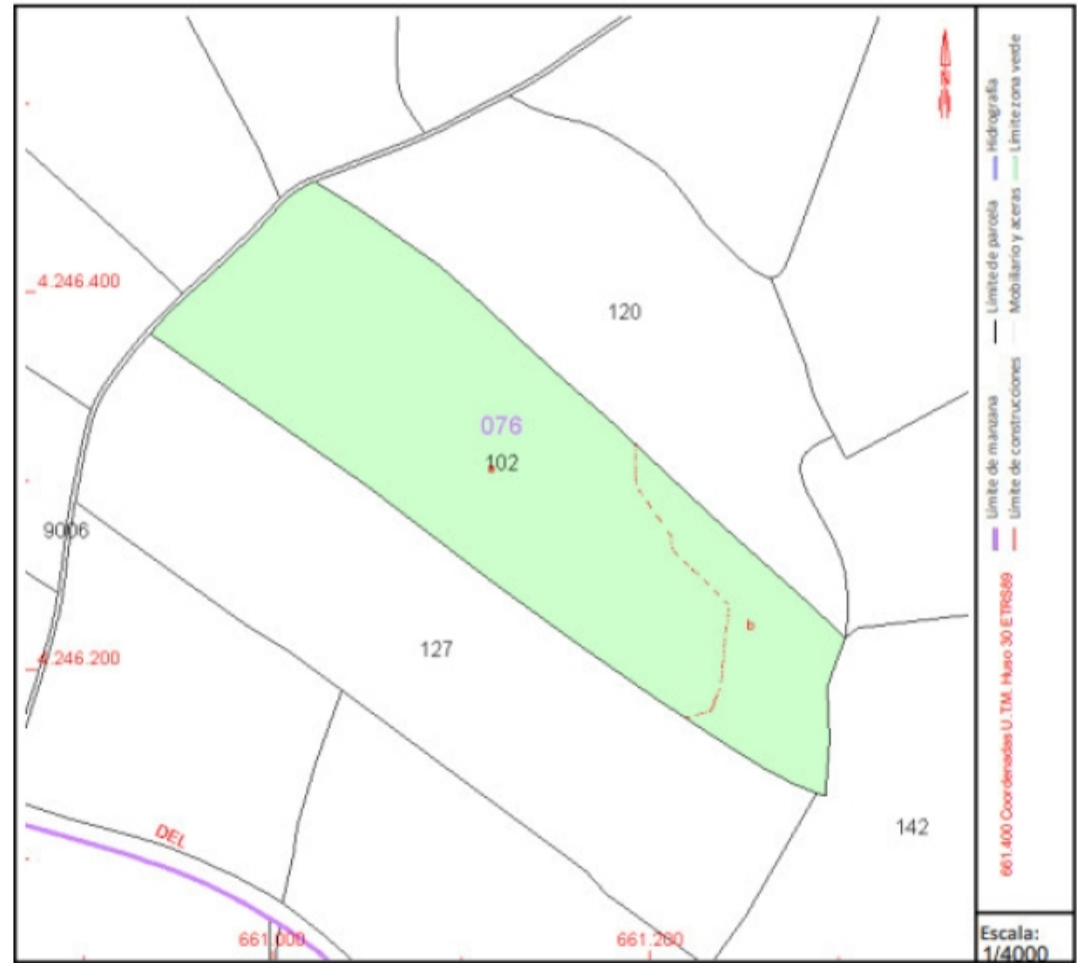 4.246.400
120
076
102
9006
b
127
4.246.200
142
DEL
661.000
661.200
Límite de manzana
Límite de parcela
Hidrografía
Límite de construcciones
Mobiliario y aceras
Límite zona verde
661.400 Coordenadas U.T.M. Huso 30 ETRS89
Escala:
1/4000